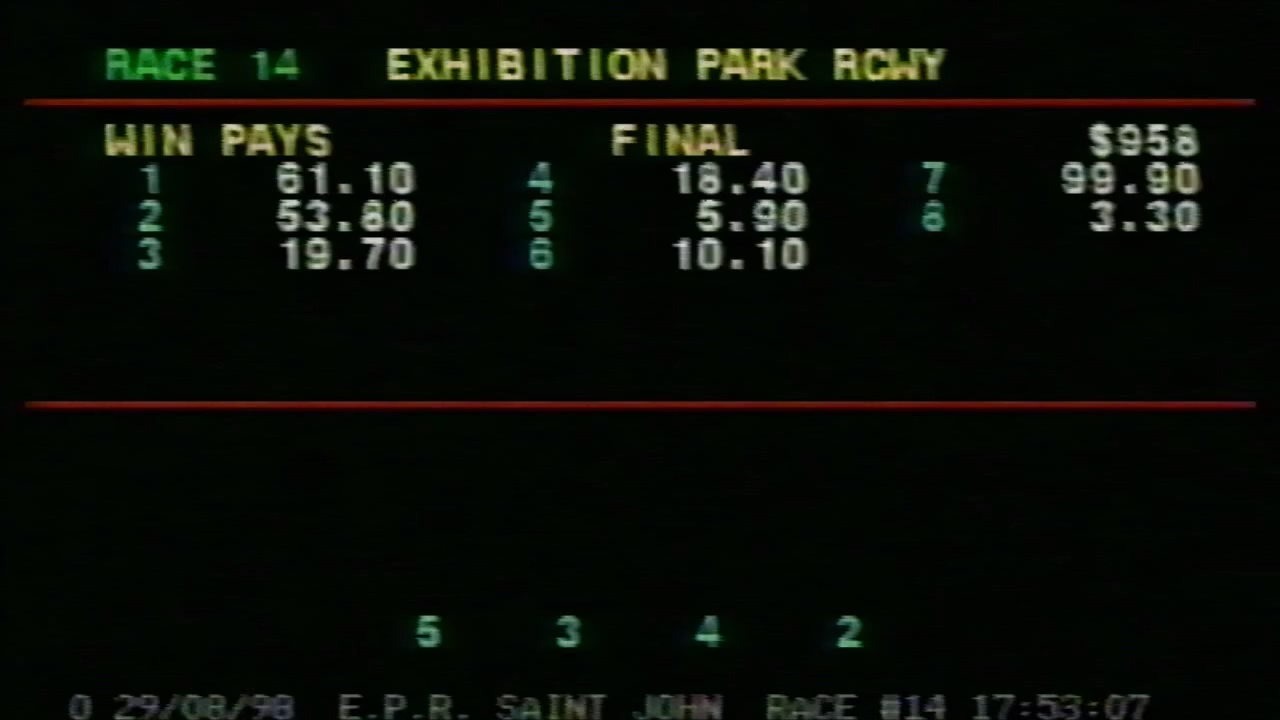 RACE 14 EXHIBITION PARK RCWY
WIN PAYS FINAL $958
1 61.10 4 18.40 7 99.90
2 53.80 5 5.90 8 3.30
3 19.70 6 10.10
5 3 4 2
0 29/08/98 E.P.R. SAINT JOHN RACE #14 17:53:07